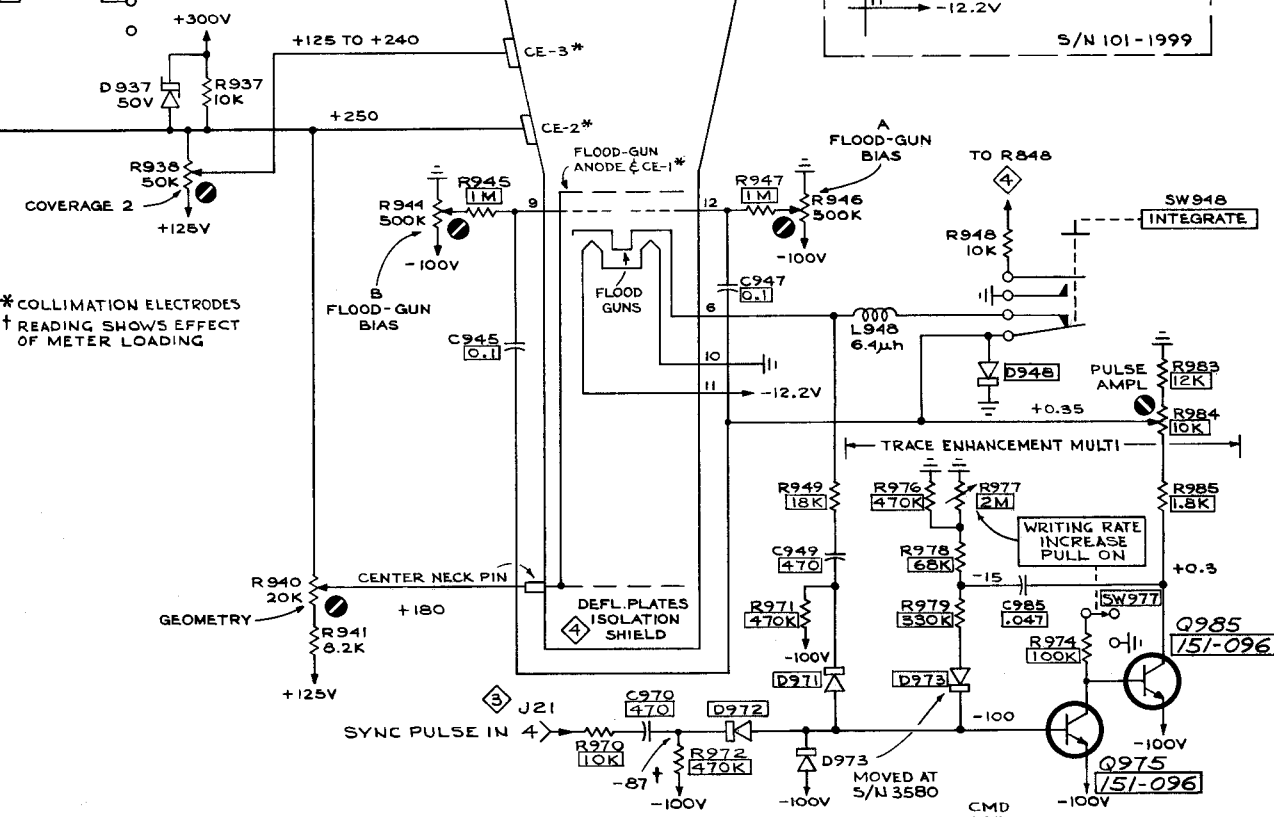 +300V
-12.2V
S/N 101-1999
+125 TO +240
CE-3*
D937
50V
R937
10K
+250
CE-2*
A
FLOOD-GUN
BIAS
FLOOD-GUN
ANODE & CE-1*
TO R848
4
R938
50K
COVERAGE 2
+125V
R945
1M
R944
500K
9
12
R947
1M
R946
500K
SW948
INTEGRATE
-100V
-100V
R948
10K
B
FLOOD-GUN
BIAS
* COLLIMATION ELECTRODES
† READING SHOWS EFFECT
OF METER LOADING
FLOOD
GUNS
C947
0.1
6
L948
6.4µh
C945
0.1
10
11
-12.2V
D948
PULSE
AMPL
R983
12K
+0.35
R984
10K
TRACE ENHANCEMENT MULTI
R949
18K
R976
470K
R977
2M
R985
1.8K
WRITING RATE
INCREASE
PULL ON
C949
470
R978
68K
-15
+0.3
R940
20K
GEOMETRY
CENTER NECK PIN
+180
R941
8.2K
+125V
DEFL. PLATES
ISOLATION
SHIELD
4
R971
470K
-100V
R979
330K
C985
.047
SW977
R974
100K
Q985
151-096
D971
D973
3
J21
SYNC PULSE IN 4
C970
470
D972
-100
R970
10K
-87 †
R972
470K
-100V
D973
-100V
MOVED AT
S/N 3580
-100V
Q975
151-096
-100V
CMD